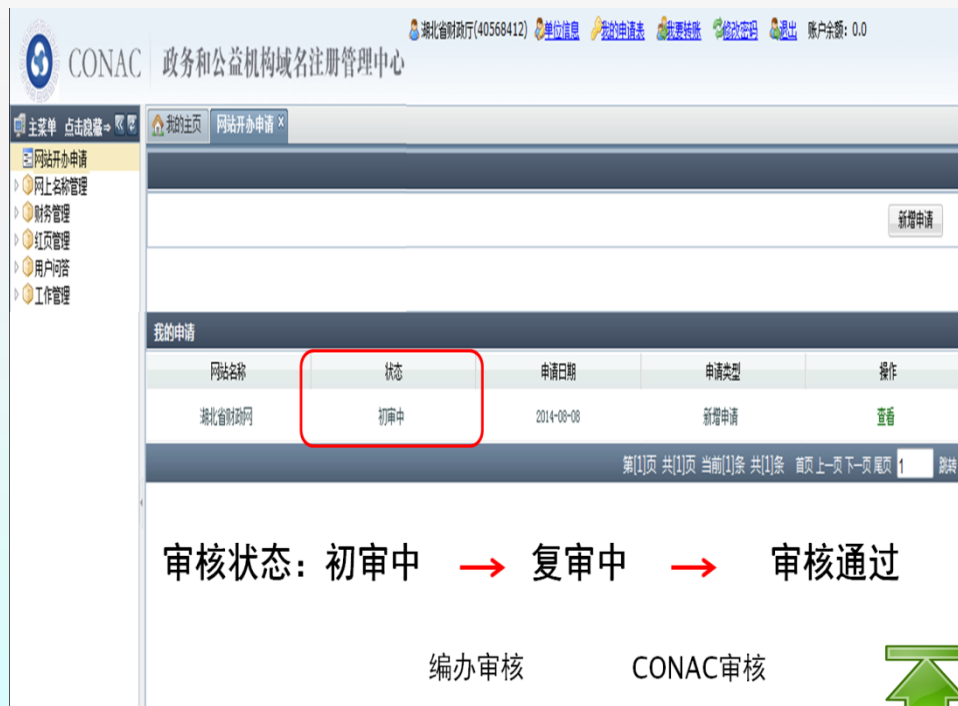 湖北省财政厅(40568412) 单位信息 我的申请表 我要转账 修改密码 退出 账户余额: 0.0
CONAC 政务和公益机构域名注册管理中心
主菜单 点击隐藏⇒
我的主页 网站开办申请 ×
网站开办申请
网上名称管理
财务管理
红页管理
用户问答
工作管理
新增申请
我的申请
网站名称 状态 申请日期 申请类型 操作
湖北省财政网 初审中 2014-08-08 新增申请 查看
第[1]页 共[1]页 当前[1]条 共[1]条 首页 上一页 下一页 尾页 1 跳转
审核状态：初审中 → 复审中 → 审核通过
编办审核 CONAC审核